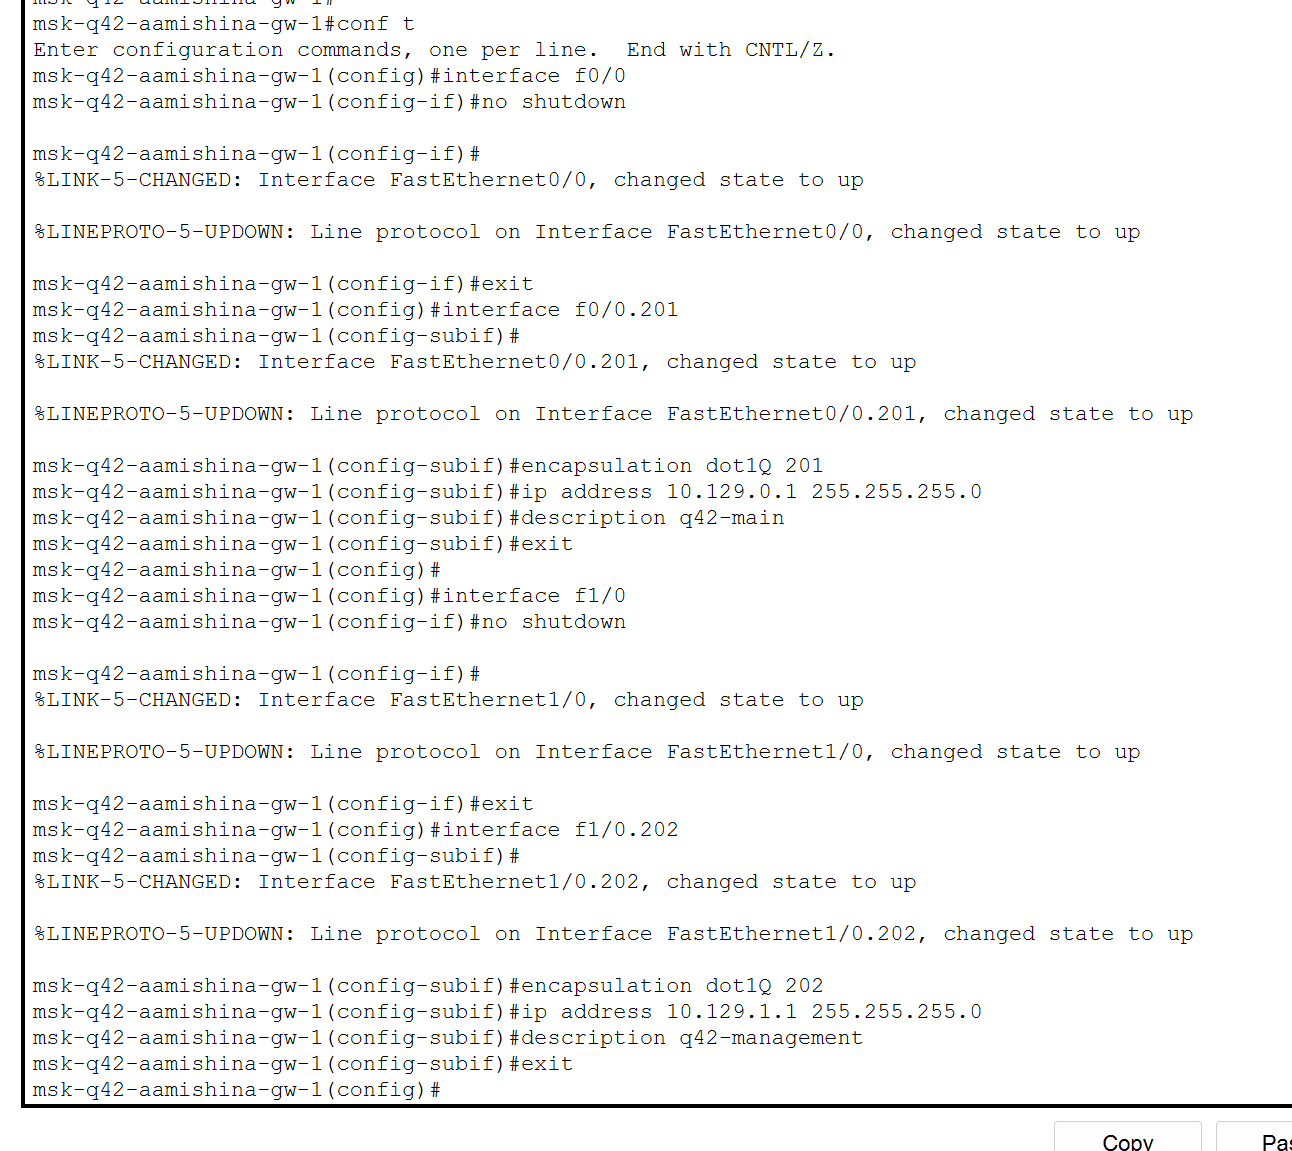 msk-q42-aamishina-gw-1#
msk-q42-aamishina-gw-1#conf t
Enter configuration commands, one per line.  End with CNTL/Z.
msk-q42-aamishina-gw-1(config)#interface f0/0
msk-q42-aamishina-gw-1(config-if)#no shutdown

msk-q42-aamishina-gw-1(config-if)#
%LINK-5-CHANGED: Interface FastEthernet0/0, changed state to up

%LINEPROTO-5-UPDOWN: Line protocol on Interface FastEthernet0/0, changed state to up

msk-q42-aamishina-gw-1(config-if)#exit
msk-q42-aamishina-gw-1(config)#interface f0/0.201
msk-q42-aamishina-gw-1(config-subif)#
%LINK-5-CHANGED: Interface FastEthernet0/0.201, changed state to up

%LINEPROTO-5-UPDOWN: Line protocol on Interface FastEthernet0/0.201, changed state to up

msk-q42-aamishina-gw-1(config-subif)#encapsulation dot1Q 201
msk-q42-aamishina-gw-1(config-subif)#ip address 10.129.0.1 255.255.255.0
msk-q42-aamishina-gw-1(config-subif)#description q42-main
msk-q42-aamishina-gw-1(config-subif)#exit
msk-q42-aamishina-gw-1(config)#
msk-q42-aamishina-gw-1(config)#interface f1/0
msk-q42-aamishina-gw-1(config-if)#no shutdown

msk-q42-aamishina-gw-1(config-if)#
%LINK-5-CHANGED: Interface FastEthernet1/0, changed state to up

%LINEPROTO-5-UPDOWN: Line protocol on Interface FastEthernet1/0, changed state to up

msk-q42-aamishina-gw-1(config-if)#exit
msk-q42-aamishina-gw-1(config)#interface f1/0.202
msk-q42-aamishina-gw-1(config-subif)#
%LINK-5-CHANGED: Interface FastEthernet1/0.202, changed state to up

%LINEPROTO-5-UPDOWN: Line protocol on Interface FastEthernet1/0.202, changed state to up

msk-q42-aamishina-gw-1(config-subif)#encapsulation dot1Q 202
msk-q42-aamishina-gw-1(config-subif)#ip address 10.129.1.1 255.255.255.0
msk-q42-aamishina-gw-1(config-subif)#description q42-management
msk-q42-aamishina-gw-1(config-subif)#exit
msk-q42-aamishina-gw-1(config)#
Copy